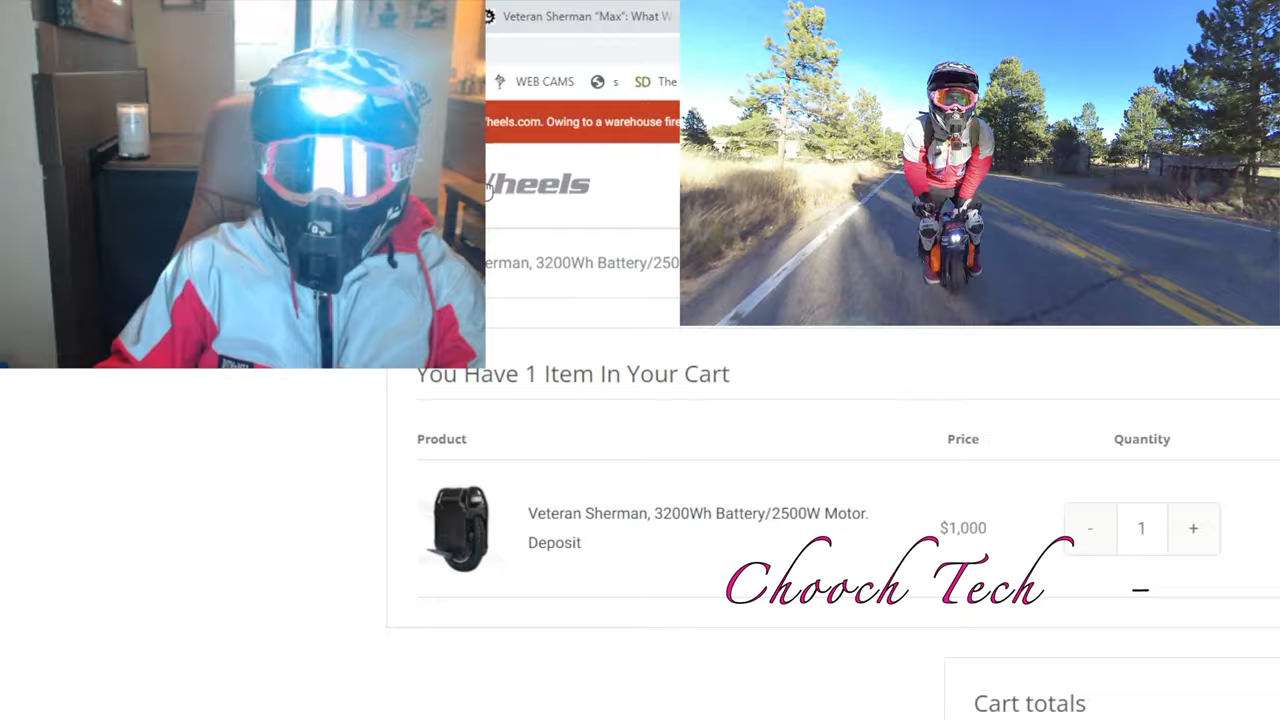 Veteran Sherman "Max": What W
WEB CAMS s SD The
heels.com. Owing to a warehouse fire
Wheels
erman, 3200Wh Battery/250
You Have 1 Item In Your Cart
Product Price Quantity
Veteran Sherman, 3200Wh Battery/2500W Motor.
Deposit
$1,000
- 1 +
Chooch Tech -
Cart totals